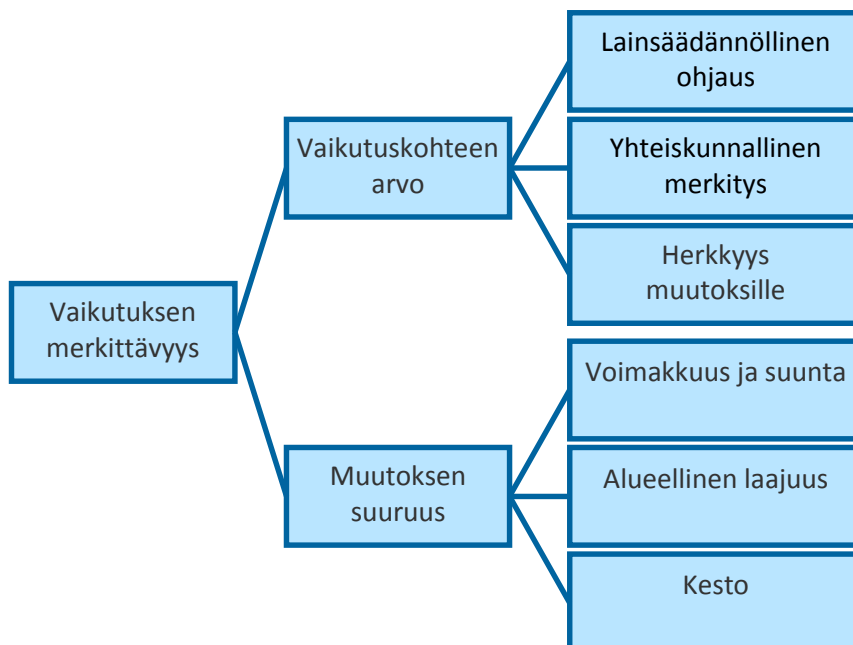 Lainsäädännöllinen
ohjaus
Vaikutuskohteen
arvo
Yhteiskunnallinen
merkitys
Herkkyys
muutoksille
Vaikutuksen
merkittävyys
Voimakkuus ja suunta
Muutoksen
suuruus
Alueellinen laajuus
Kesto